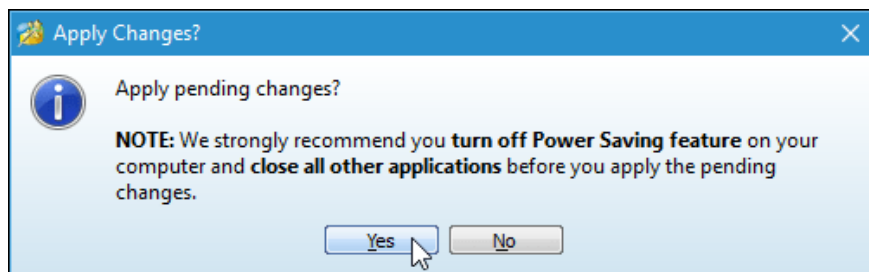 Apply Changes?
Apply pending changes?
NOTE: We strongly recommend you turn off Power Saving feature on your
computer and close all other applications before you apply the pending
changes.
Yes No